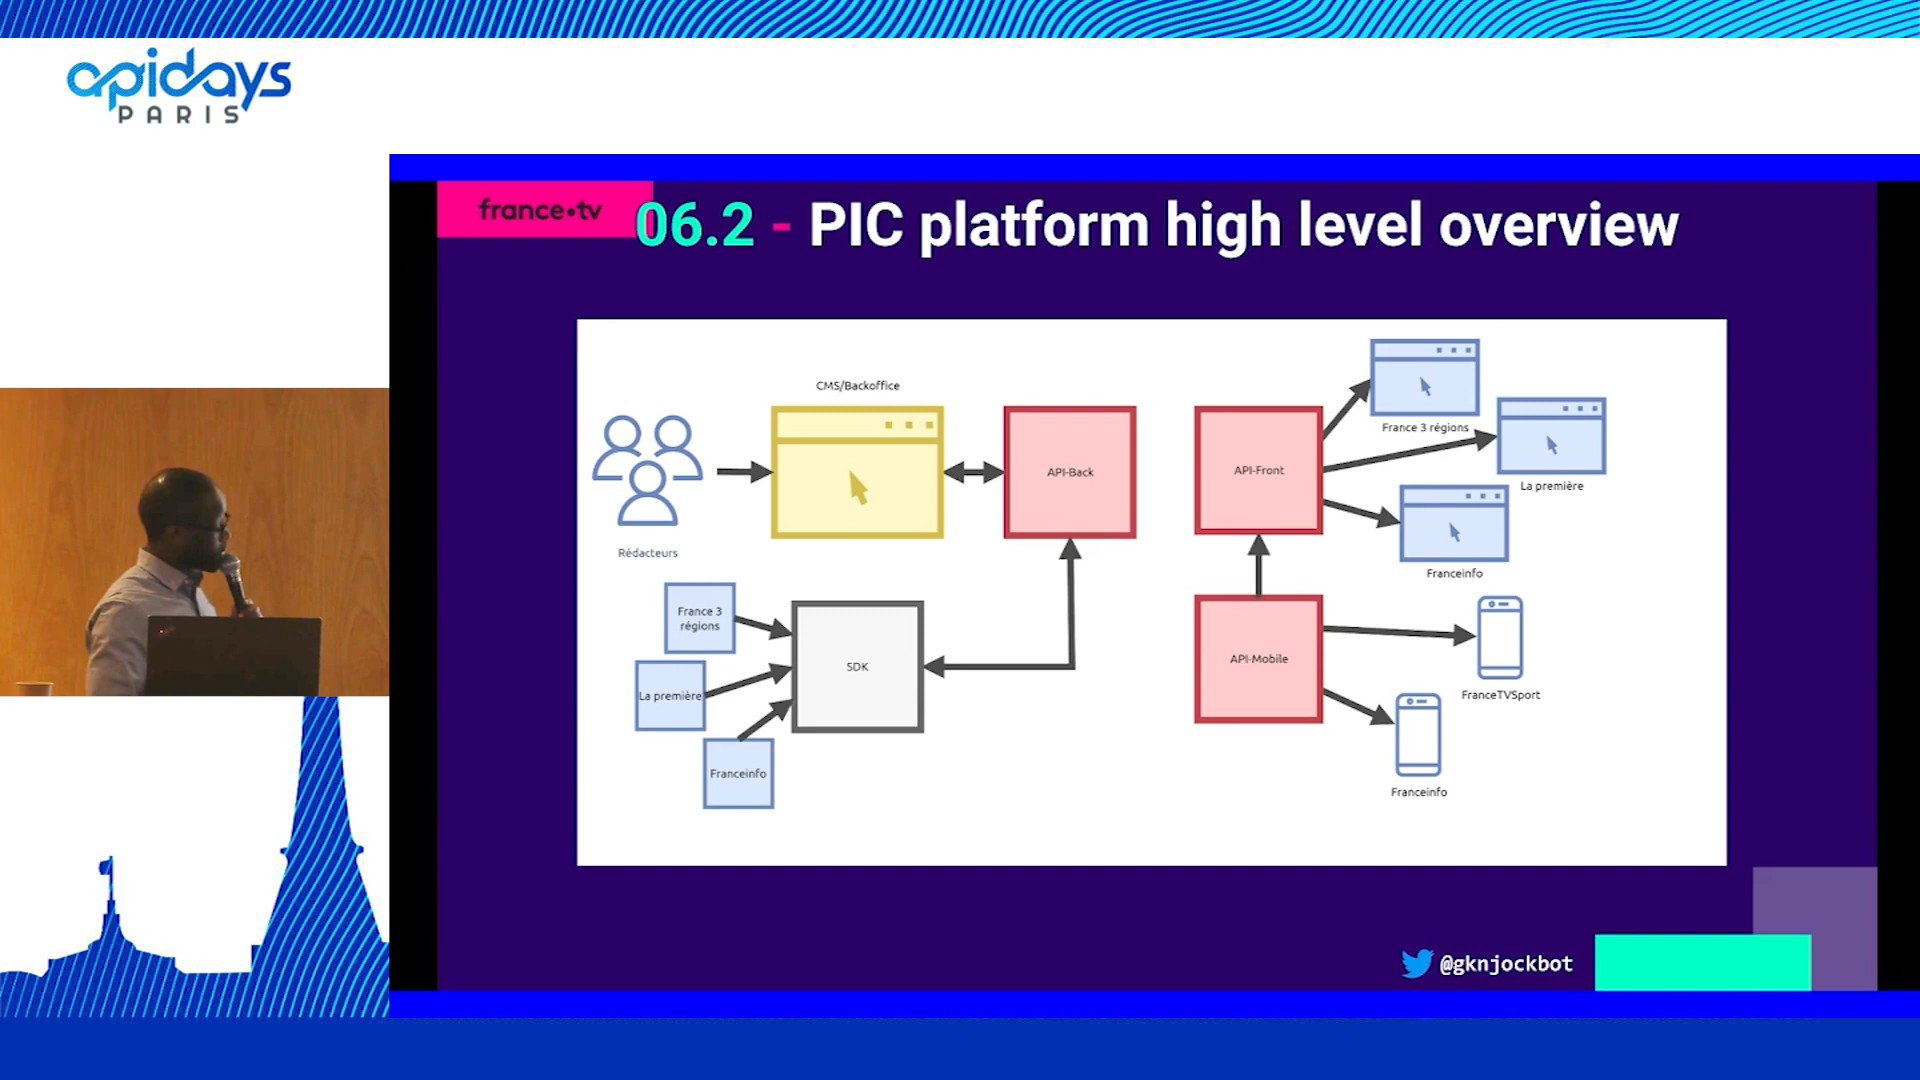 apidays
PARIS
france•tv
06.2 - PIC platform high level overview
CMS/Backoffice
Rédacteurs
API-Back
France 3
régions
La première
Franceinfo
SDK
API-Front
France 3 régions
La première
Franceinfo
API-Mobile
FranceTVSport
Franceinfo
@gknjockbot